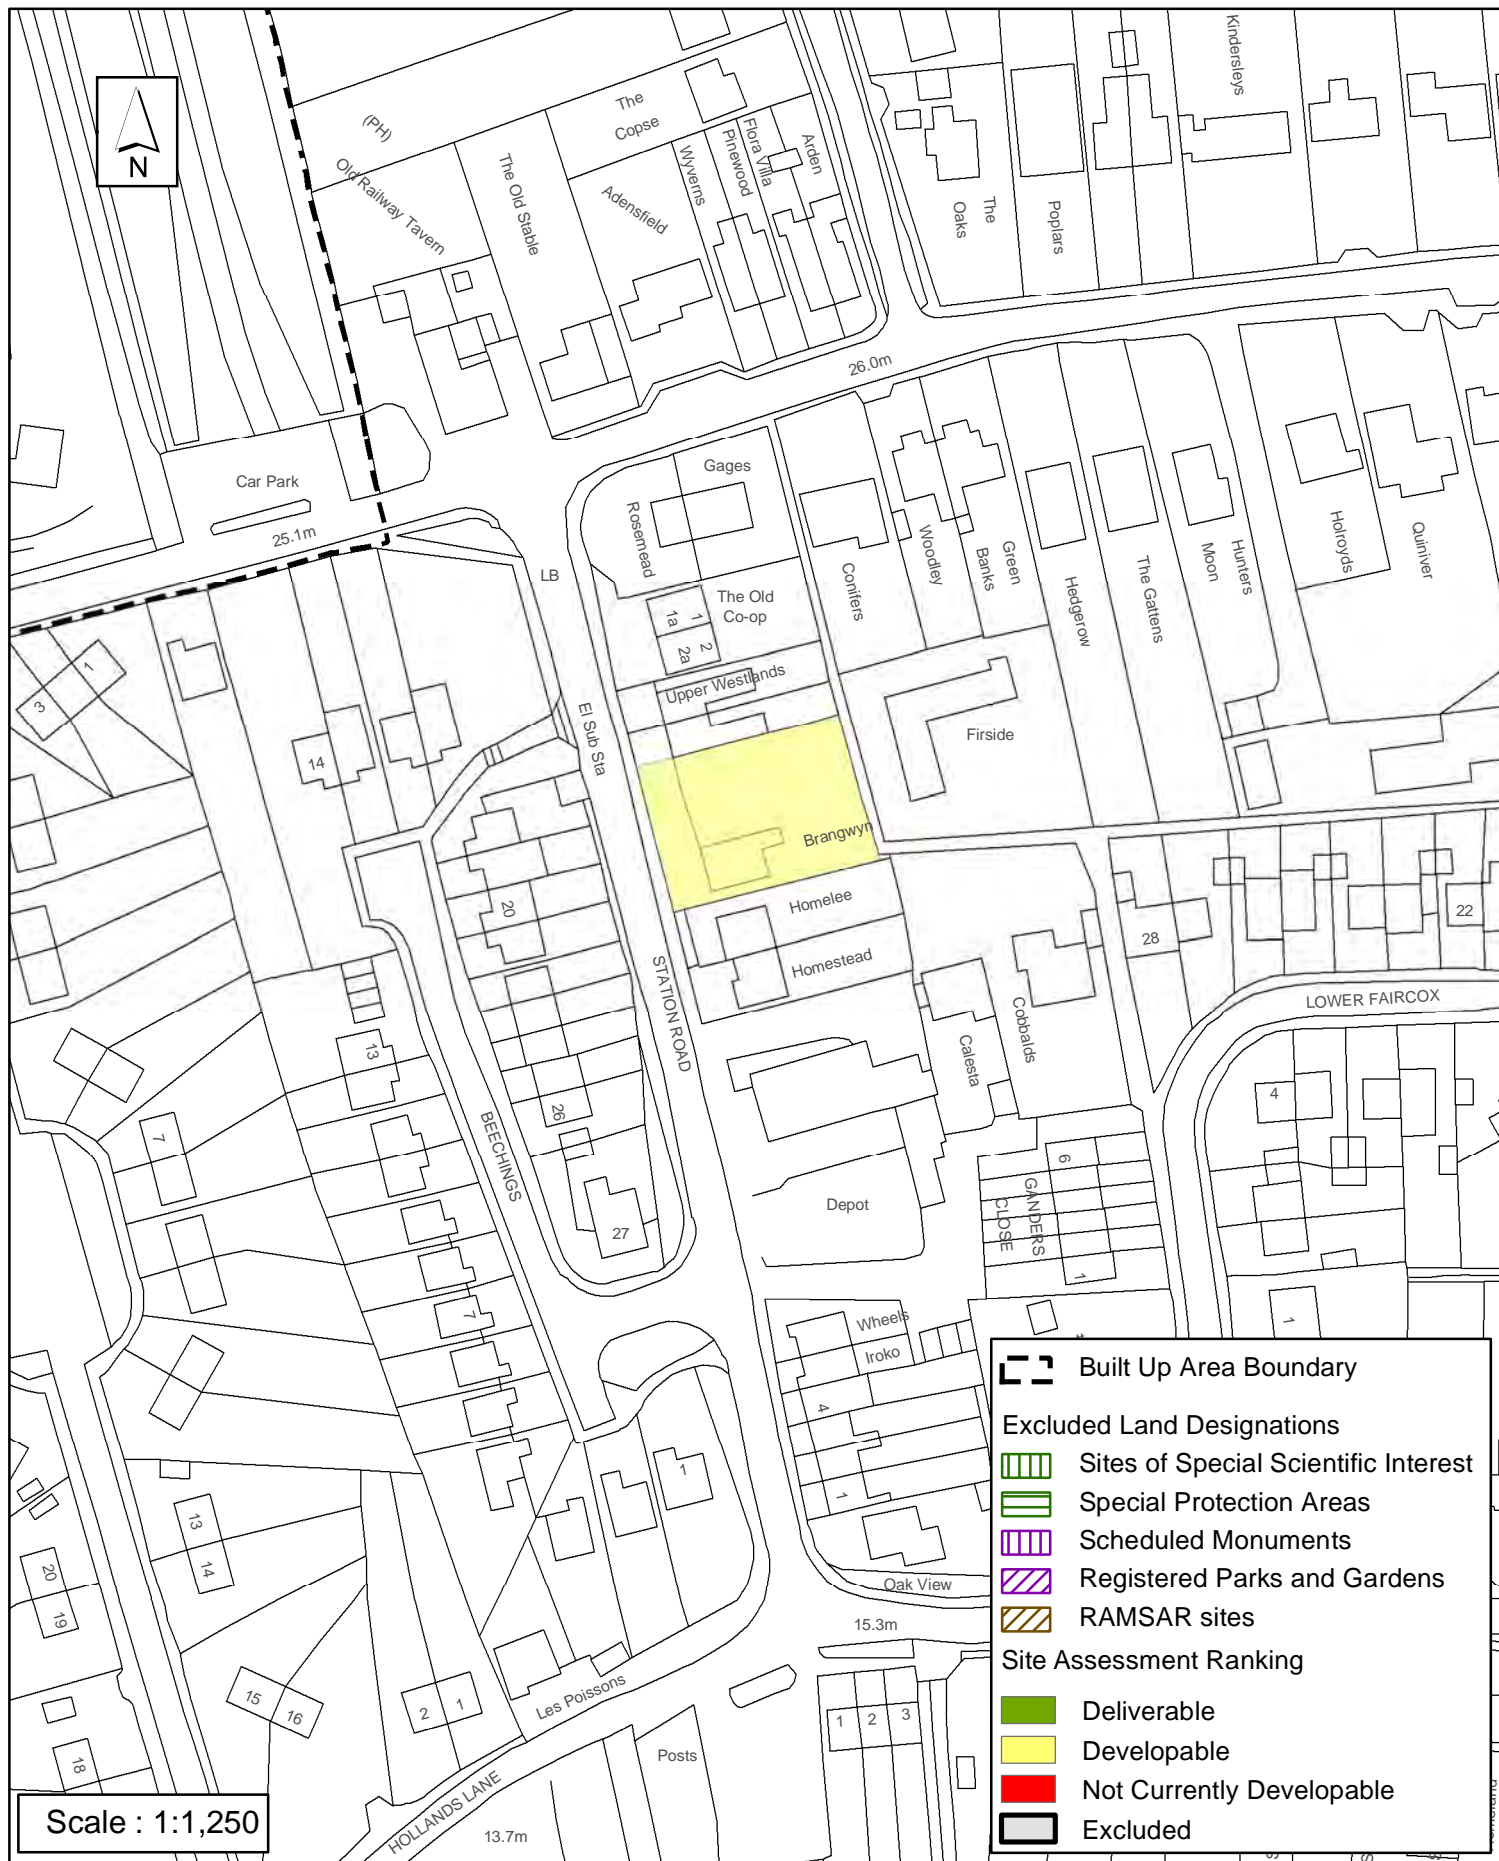 Kindersleys
N
(PH)
Old Railway Tavern
The Old Stable
The
Copse
Adensfield
Wyverns
Pinewood
Flora Villa
Arden
The
Oaks
Poplars
26.0m
Car Park
25.1m
Gages
Rosemead
LB
The Old
Co-op
1a
1
2a
2
Upper Westlands
El Sub Sta
Conifers
Woodley
Green
Banks
Hedgerow
The Gattens
Hunters
Moon
Holroyds
Quiniver
Firside
1
3
14
Brangwyn
Homelee
Homestead
20
STATION ROAD
28
22
LOWER FAIRCOX
Calesta
Cobbalds
13
7
26
BEECHINGS
27
Depot
6
GANDERS
CLOSE
1
4
1
7
Wheels
Iroko
4
1
1
Oak View
15.3m
13
14
20
19
15
16
18
2
1
Les Poissons
Posts
1
2
3
HOLLANDS LANE
13.7m
Scale : 1:1,250
Built Up Area Boundary
Excluded Land Designations
Sites of Special Scientific Interest
Special Protection Areas
Scheduled Monuments
Registered Parks and Gardens
RAMSAR sites
Site Assessment Ranking
Deliverable
Developable
Not Currently Developable
Excluded